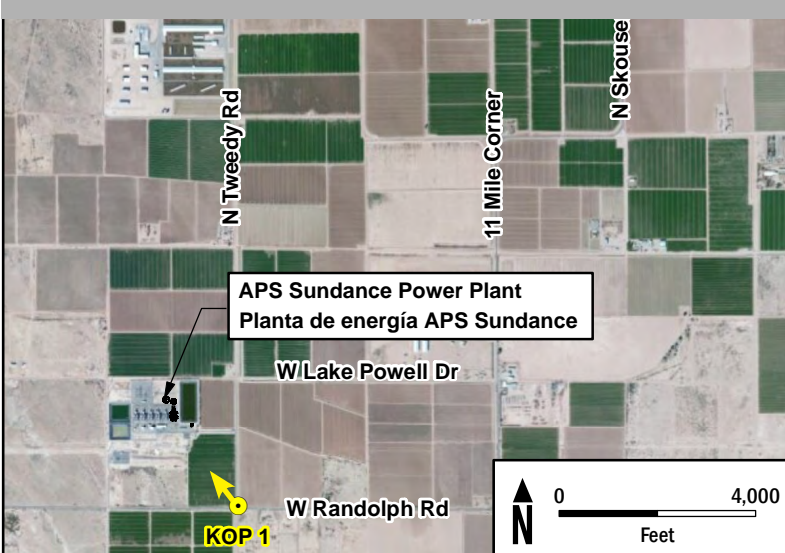 N Tweedy Rd
11 Mile Corner
N Skouse
APS Sundance Power Plant
Planta de energía APS Sundance
W Lake Powell Dr
W Randolph Rd
KOP 1
N
0 4,000
Feet